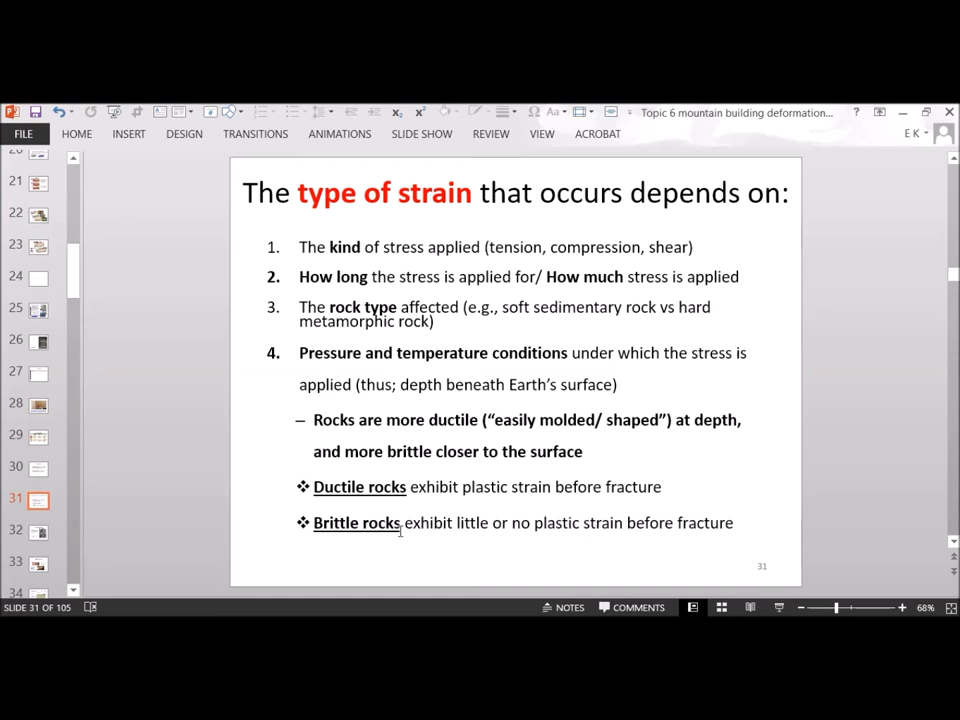 Topic 6 mountain building deformation...
FILE HOME INSERT DESIGN TRANSITIONS ANIMATIONS SLIDE SHOW REVIEW VIEW ACROBAT E K
21
22
23
24
25
26
27
28
29
30
31
32
33
34
The type of strain that occurs depends on:
1. The kind of stress applied (tension, compression, shear)
2. How long the stress is applied for/ How much stress is applied
3. The rock type affected (e.g., soft sedimentary rock vs hard
metamorphic rock)
4. Pressure and temperature conditions under which the stress is
applied (thus; depth beneath Earth's surface)
– Rocks are more ductile (“easily molded/ shaped”) at depth,
and more brittle closer to the surface
❖ Ductile rocks exhibit plastic strain before fracture
❖ Brittle rocks exhibit little or no plastic strain before fracture
31
SLIDE 31 OF 105 NOTES COMMENTS 68%